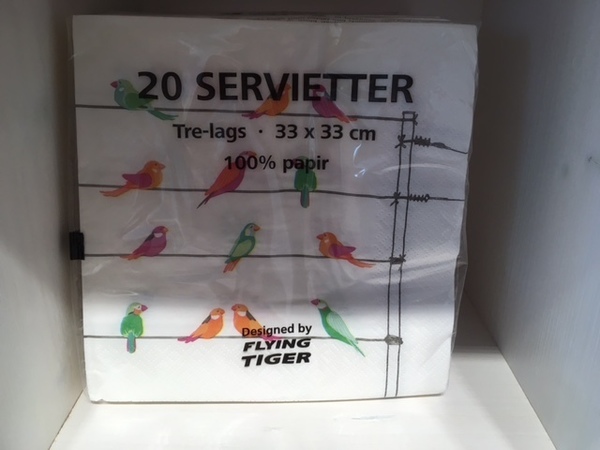 20 SERVIETTER
Tre-lags · 33 x 33 cm
100% papir
Designed by
FLYING
TIGER